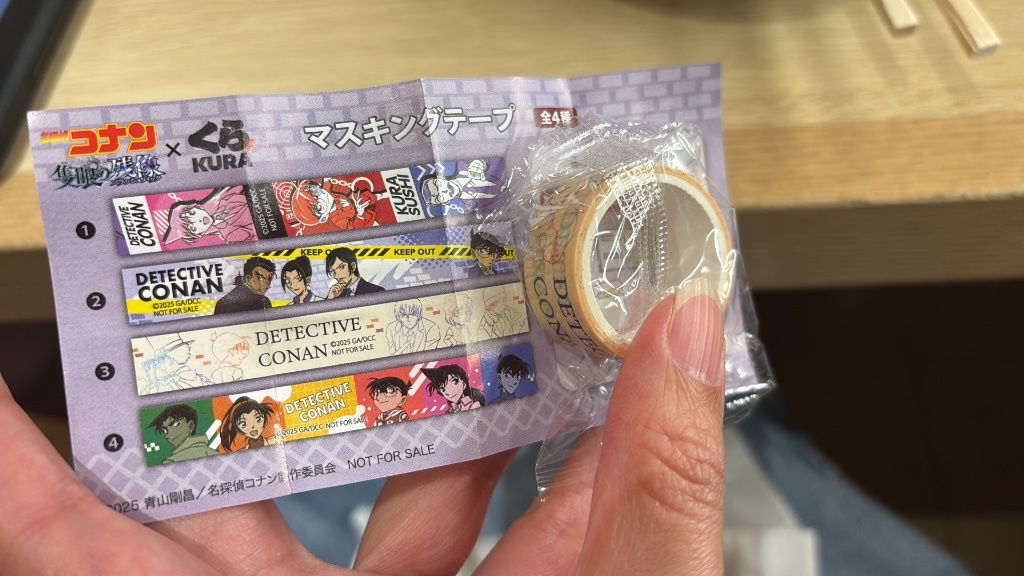 名探偵コナン
隻眼の残像
×
くら
KURA
マスキングテープ
全4種
1
DETECTIVE
CONAN
KURA
SUSHI
2
DETECTIVE
CONAN
©2025 GA/DCC
NOT FOR SALE
KEEP OUT
KEEP OUT
OUT
3
DETECTIVE
CONAN
©2025 GA/DCC
NOT FOR SALE
4
DETECTIVE
CONAN
©2025 GA/DCC NOT FOR SALE
2025 青山剛昌/名探偵コナン製作委員会 NOT FOR SALE
DETECTIVE
CONAN